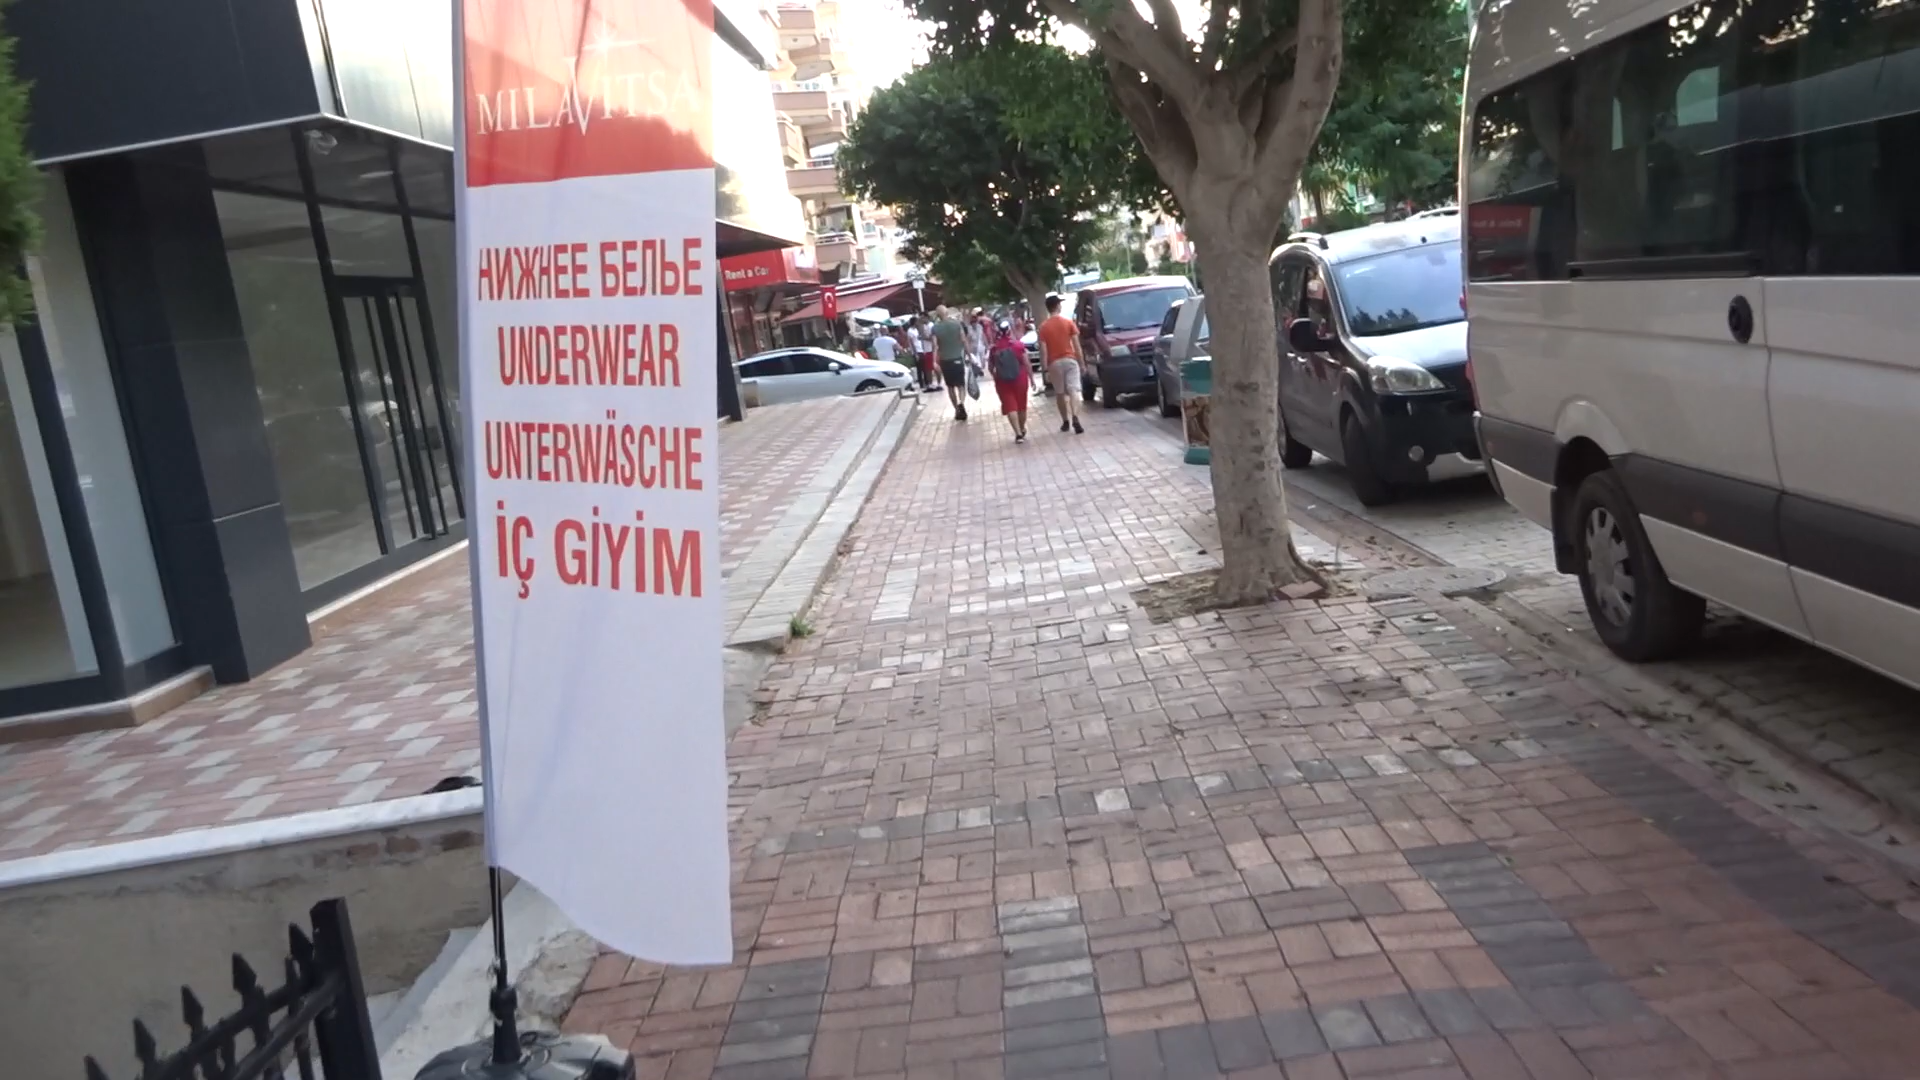 MILAVITSA
НИЖНЕЕ БЕЛЬЕ
UNDERWEAR
UNTERWÄSCHE
İÇ GİYİM
Rent a Car